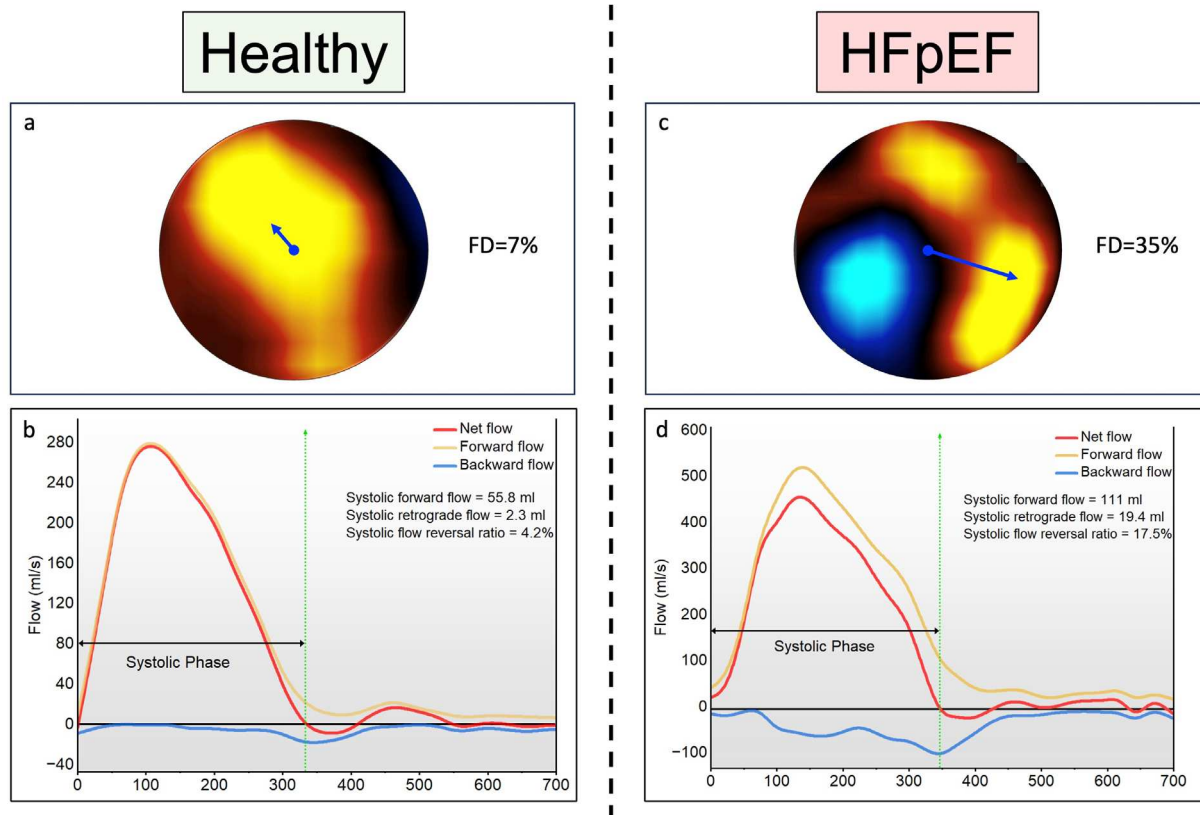 Healthy
HFpEF
a
FD=7%
c
FD=35%
b
280
240
200
160
120
80
40
0
−40
Flow (ml/s)
Net flow
Forward flow
Backward flow
Systolic forward flow = 55.8 ml
Systolic retrograde flow = 2.3 ml
Systolic flow reversal ratio = 4.2%
Systolic Phase
0 100 200 300 400 500 600 700
d
600
500
400
300
200
100
0
−100
Flow (ml/s)
Net flow
Forward flow
Backward flow
Systolic forward flow = 111 ml
Systolic retrograde flow = 19.4 ml
Systolic flow reversal ratio = 17.5%
Systolic Phase
0 100 200 300 400 500 600 700